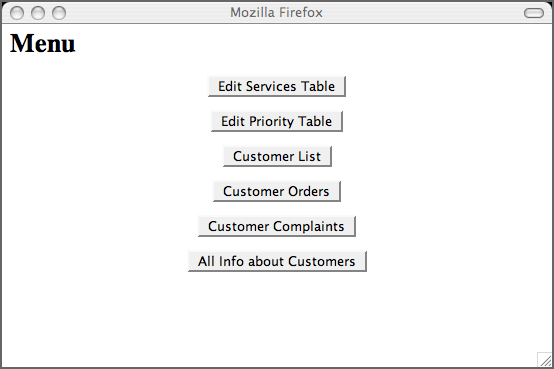 Mozilla Firefox
Menu
Edit Services Table
Edit Priority Table
Customer List
Customer Orders
Customer Complaints
All Info about Customers